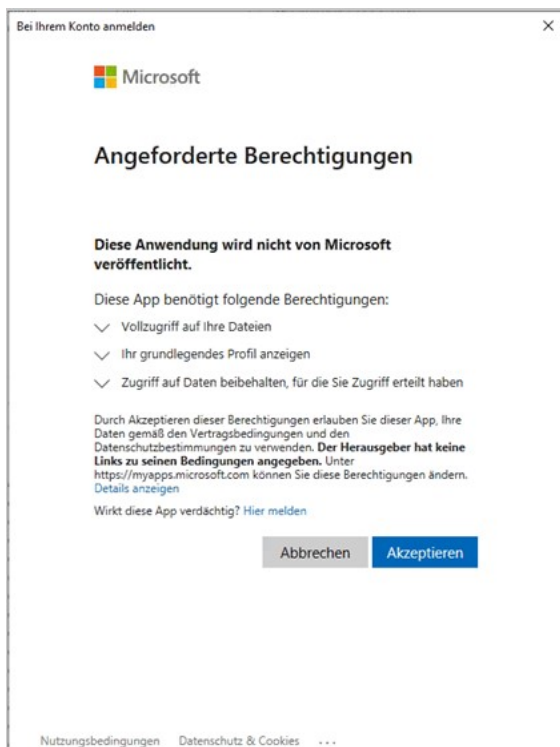 Bei Ihrem Konto anmelden
Microsoft
Angeforderte Berechtigungen
Diese Anwendung wird nicht von Microsoft
veröffentlicht.
Diese App benötigt folgende Berechtigungen:
Vollzugriff auf Ihre Dateien
Ihr grundlegendes Profil anzeigen
Zugriff auf Daten beibehalten, für die Sie Zugriff erteilt haben
Durch Akzeptieren dieser Berechtigungen erlauben Sie dieser App, Ihre
Daten gemäß den Vertragsbedingungen und den
Datenschutzbestimmungen zu verwenden. Der Herausgeber hat keine
Links zu seinen Bedingungen angegeben. Unter
https://myapps.microsoft.com können Sie diese Berechtigungen ändern.
Details anzeigen
Wirkt diese App verdächtig? Hier melden
Abbrechen Akzeptieren
Nutzungsbedingungen Datenschutz & Cookies ...